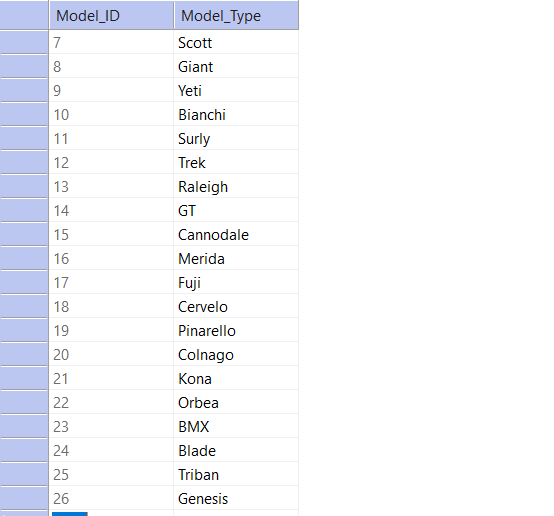 Model_ID Model_Type
7 Scott
8 Giant
9 Yeti
10 Bianchi
11 Surly
12 Trek
13 Raleigh
14 GT
15 Cannodale
16 Merida
17 Fuji
18 Cervelo
19 Pinarello
20 Colnago
21 Kona
22 Orbea
23 BMX
24 Blade
25 Triban
26 Genesis